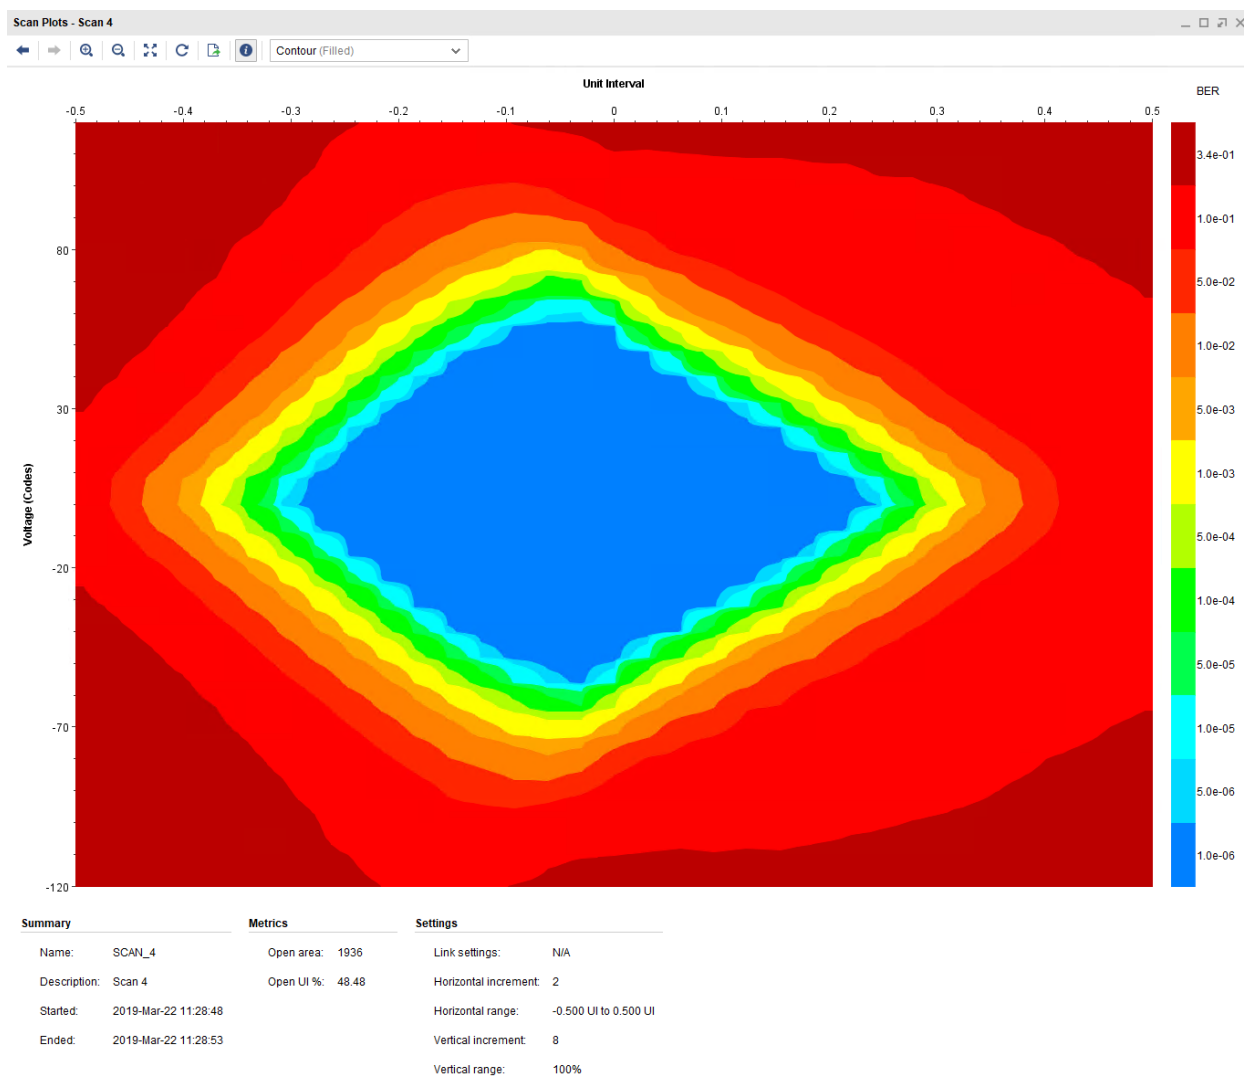 Scan Plots - Scan 4
Contour (Filled)
Unit Interval
BER
-0.5 -0.4 -0.3 -0.2 -0.1 0 0.1 0.2 0.3 0.4 0.5
3.4e-01
1.0e-01
80
5.0e-02
1.0e-02
30
5.0e-03
1.0e-03
Voltage (Codes)
5.0e-04
-20
1.0e-04
5.0e-05
-70
1.0e-05
5.0e-06
1.0e-06
-120
Summary Metrics Settings
Name: SCAN_4 Open area: 1936 Link settings: N/A
Description: Scan 4 Open UI %: 48.48 Horizontal increment: 2
Started: 2019-Mar-22 11:28:48 Horizontal range: -0.500 UI to 0.500 UI
Ended: 2019-Mar-22 11:28:53 Vertical increment: 8
Vertical range: 100%